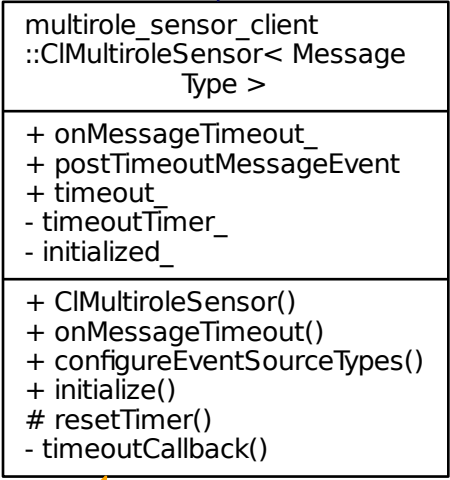 multirole_sensor_client
::ClMultiroleSensor< Message
Type >
+ onMessageTimeout_
+ postTimeoutMessageEvent
+ timeout_
- timeoutTimer_
- initialized_
+ ClMultiroleSensor()
+ onMessageTimeout()
+ configureEventSourceTypes()
+ initialize()
# resetTimer()
- timeoutCallback()